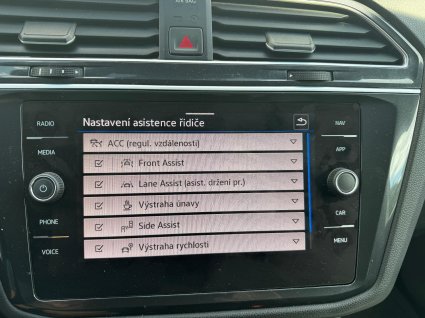 AIR BAG
RADIO
MEDIA
PHONE
VOICE
Nastavení asistence řidiče
ACC (regul. vzdálenosti)
Front Assist
Lane Assist (asist. držení pr.)
Výstraha únavy
Side Assist
Výstraha rychlosti
NAV
APP
CAR
MENU